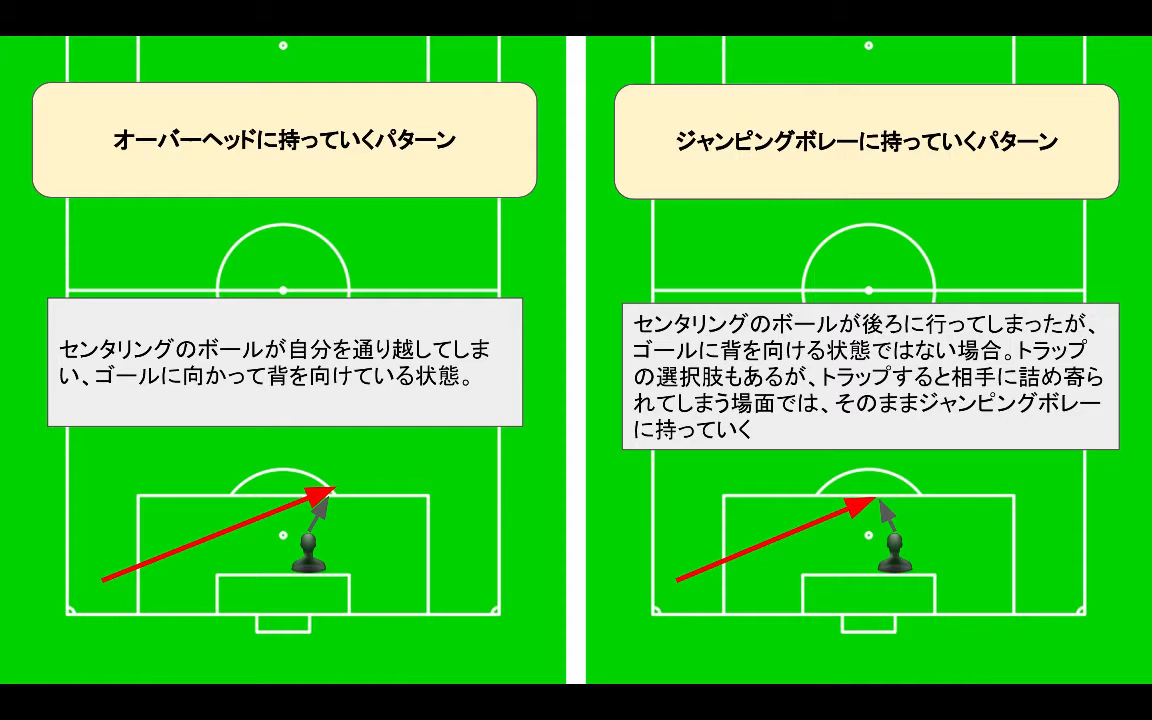 オーバーヘッドに持っていくパターン
センタリングのボールが自分を通り越してしま
い、ゴールに向かって背を向けている状態。
ジャンピングボレーに持っていくパターン
センタリングのボールが後ろに行ってしまったが、
ゴールに背を向ける状態ではない場合。トラップ
の選択肢もあるが、トラップすると相手に詰め寄ら
れてしまう場面では、そのままジャンピングボレー
に持っていく